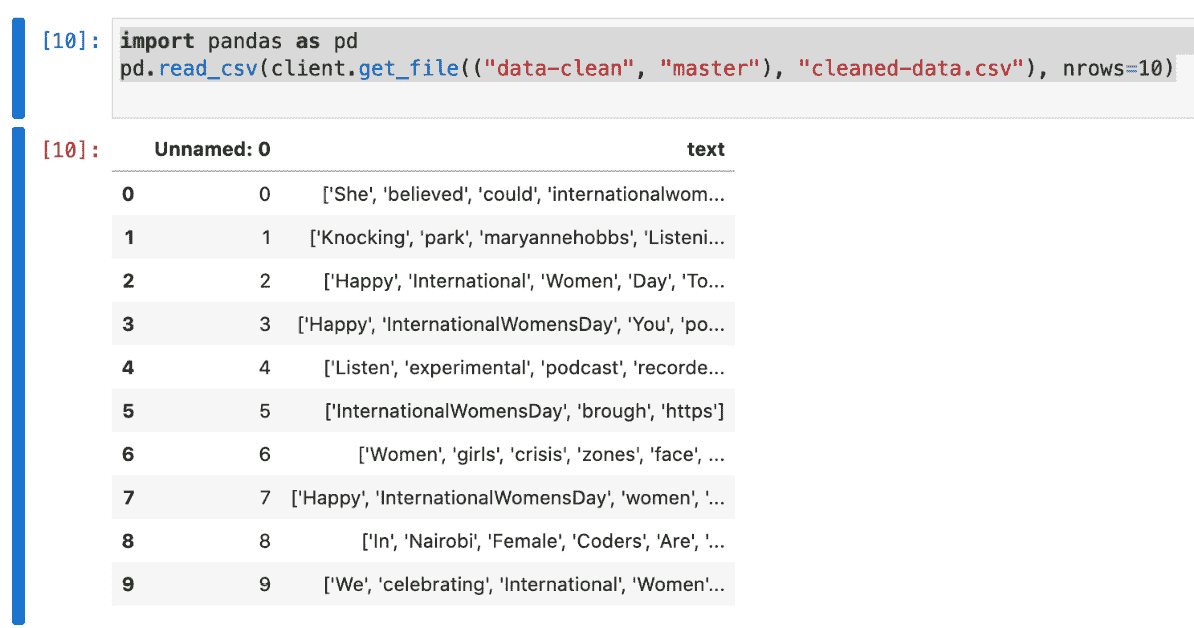 [10]: import pandas as pd
pd.read_csv(client.get_file(("data-clean", "master"), "cleaned-data.csv"), nrows=10)
[10]: Unnamed: 0 text
0 0 ['She', 'believed', 'could', 'internationalwom...
1 1 ['Knocking', 'park', 'maryannehobbs', 'Listeni...
2 2 ['Happy', 'International', 'Women', 'Day', 'To...
3 3 ['Happy', 'InternationalWomensDay', 'You', 'po...
4 4 ['Listen', 'experimental', 'podcast', 'recorde...
5 5 ['InternationalWomensDay', 'brough', 'https']
6 6 ['Women', 'girls', 'crisis', 'zones', 'face', ...
7 7 ['Happy', 'InternationalWomensDay', 'women', '...
8 8 ['In', 'Nairobi', 'Female', 'Coders', 'Are', '...
9 9 ['We', 'celebrating', 'International', 'Women'...